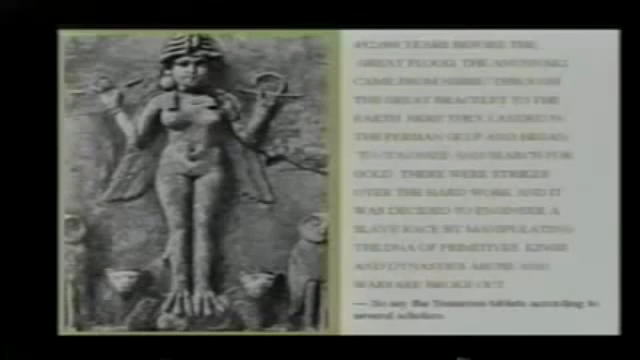 YEARS BEFORE THE
GREAT FLOOD, THE ANUNNAKI
CAME FROM NIBIRU THROUGH
THE GREAT BRACELET TO THE
EARTH. HERE THEY LANDED IN
THE PERSIAN GULF AND BEGAN
TO COLONIZE AND SEARCH FOR
GOLD. THERE WERE STRIKES
OVER THE HARD WORK AND IT
WAS DECIDED TO ENGINEER A
SLAVE RACE BY MANIPULATING
THE DNA OF PRIMITIVES. KINGS
AND DYNASTIES AROSE AND
WARFARE BROKE OUT.
— So say the Sumerian tablets according to
several scholars.